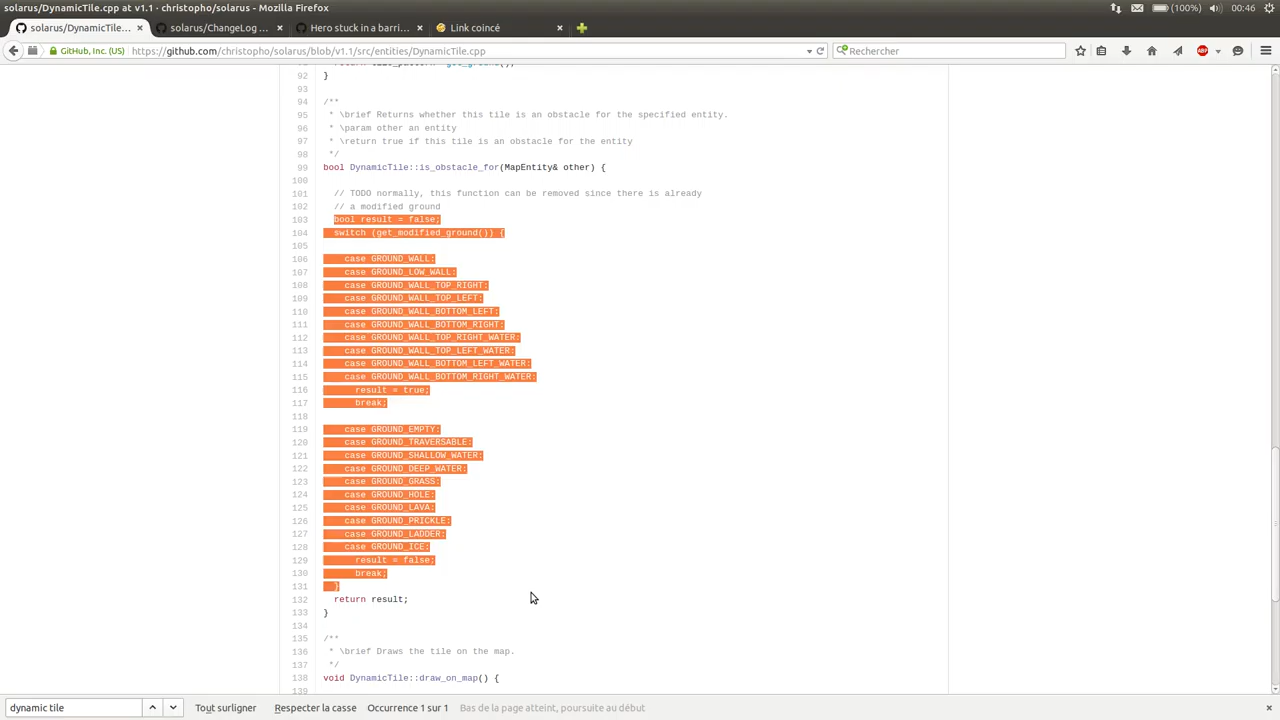 solarus/DynamicTile.cpp at v1.1 · christopho/solarus - Mozilla Firefox
(100%)
00:46
solarus/DynamicTile...
solarus/ChangeLog ...
Hero stuck in a barri...
Link coincé
GitHub, Inc. (US)
https://github.com/christopho/solarus/blob/v1.1/src/entities/DynamicTile.cpp
Rechercher
ABP
92 }
93
94 /**
95 * \brief Returns whether this tile is an obstacle for the specified entity.
96 * \param other an entity
97 * \return true if this tile is an obstacle for the entity
98 */
99 bool DynamicTile::is_obstacle_for(MapEntity& other) {
100
101 // TODO normally, this function can be removed since there is already
102 // a modified ground
103 bool result = false;
104 switch (get_modified_ground()) {
105
106 case GROUND_WALL:
107 case GROUND_LOW_WALL:
108 case GROUND_WALL_TOP_RIGHT:
109 case GROUND_WALL_TOP_LEFT:
110 case GROUND_WALL_BOTTOM_LEFT:
111 case GROUND_WALL_BOTTOM_RIGHT:
112 case GROUND_WALL_TOP_RIGHT_WATER:
113 case GROUND_WALL_TOP_LEFT_WATER:
114 case GROUND_WALL_BOTTOM_LEFT_WATER:
115 case GROUND_WALL_BOTTOM_RIGHT_WATER:
116 result = true;
117 break;
118
119 case GROUND_EMPTY:
120 case GROUND_TRAVERSABLE:
121 case GROUND_SHALLOW_WATER:
122 case GROUND_DEEP_WATER:
123 case GROUND_GRASS:
124 case GROUND_HOLE:
125 case GROUND_LAVA:
126 case GROUND_PRICKLE:
127 case GROUND_LADDER:
128 case GROUND_ICE:
129 result = false;
130 break;
131 }
132 return result;
133 }
134
135 /**
136 * \brief Draws the tile on the map.
137 */
138 void DynamicTile::draw_on_map() {
139
dynamic tile
Tout surligner
Respecter la casse
Occurrence 1 sur 1
Bas de la page atteint, poursuite au début